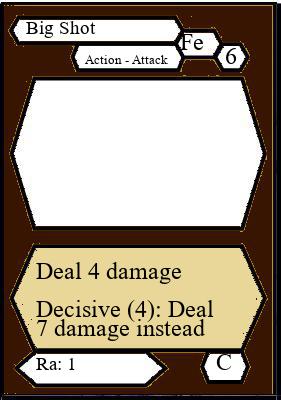 Big Shot
Fe
6
Action - Attack
Deal 4 damage
Decisive (4): Deal
7 damage instead
Ra: 1
C